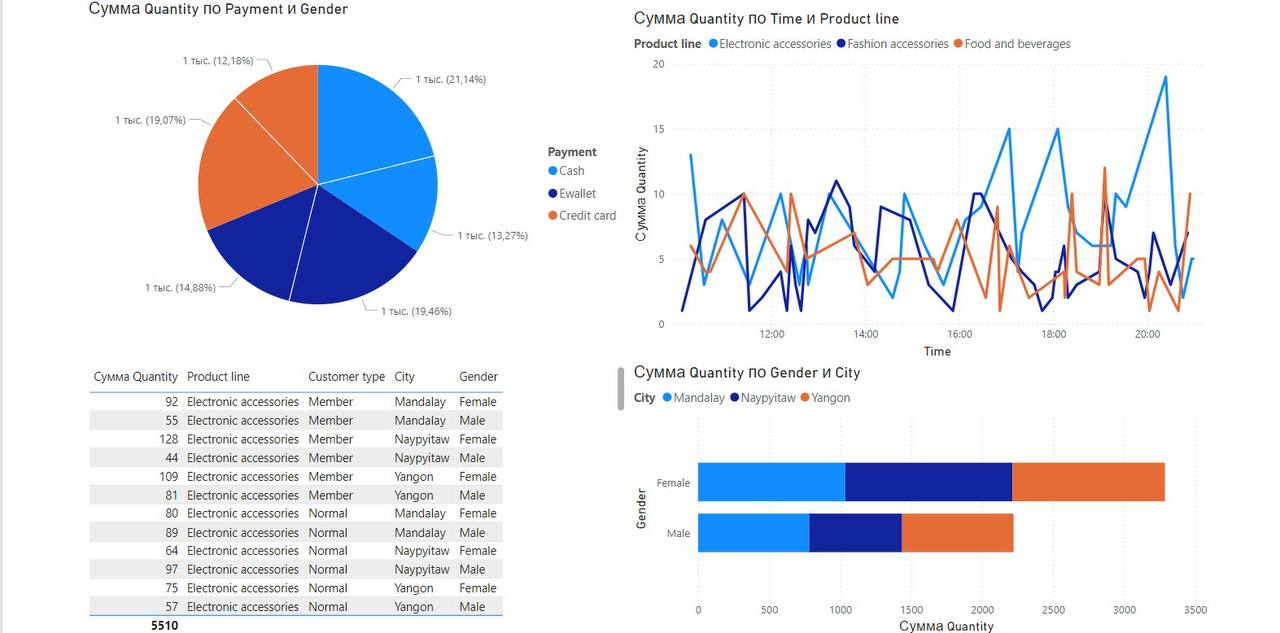 Сумма Quantity по Payment и Gender
1 тыс. (12,18%)
1 тыс. (21,14%)
1 тыс. (19,07%)
1 тыс. (13,27%)
1 тыс. (14,88%)
1 тыс. (19,46%)
Payment
Cash
Ewallet
Credit card
Сумма Quantity по Time и Product line
Product line Electronic accessories Fashion accessories Food and beverages
20
15
10
5
0
Сумма Quantity
12:00 14:00 16:00 18:00 20:00
Time
Сумма Quantity Product line Customer type City Gender
92 Electronic accessories Member Mandalay Female
55 Electronic accessories Member Mandalay Male
128 Electronic accessories Member Naypyitaw Female
44 Electronic accessories Member Naypyitaw Male
109 Electronic accessories Member Yangon Female
81 Electronic accessories Member Yangon Male
80 Electronic accessories Normal Mandalay Female
89 Electronic accessories Normal Mandalay Male
64 Electronic accessories Normal Naypyitaw Female
97 Electronic accessories Normal Naypyitaw Male
75 Electronic accessories Normal Yangon Female
57 Electronic accessories Normal Yangon Male
5510
Сумма Quantity по Gender и City
City Mandalay Naypyitaw Yangon
Gender
Female
Male
0 500 1000 1500 2000 2500 3000 3500
Сумма Quantity